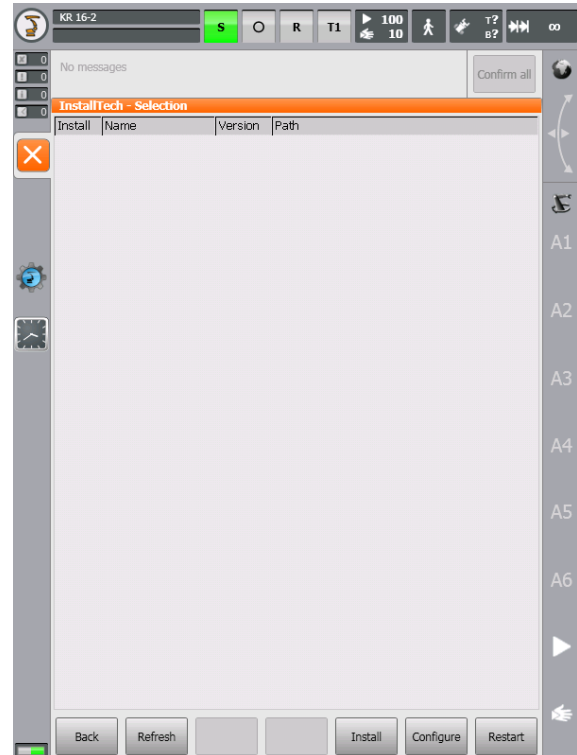 KR 16-2
S
O
R
T1
100
10
T?
B?
∞
0
0
0
0
No messages
Confirm all
InstallTech - Selection
Install Name Version Path
A1
A2
A3
A4
A5
A6
Back Refresh Install Configure Restart